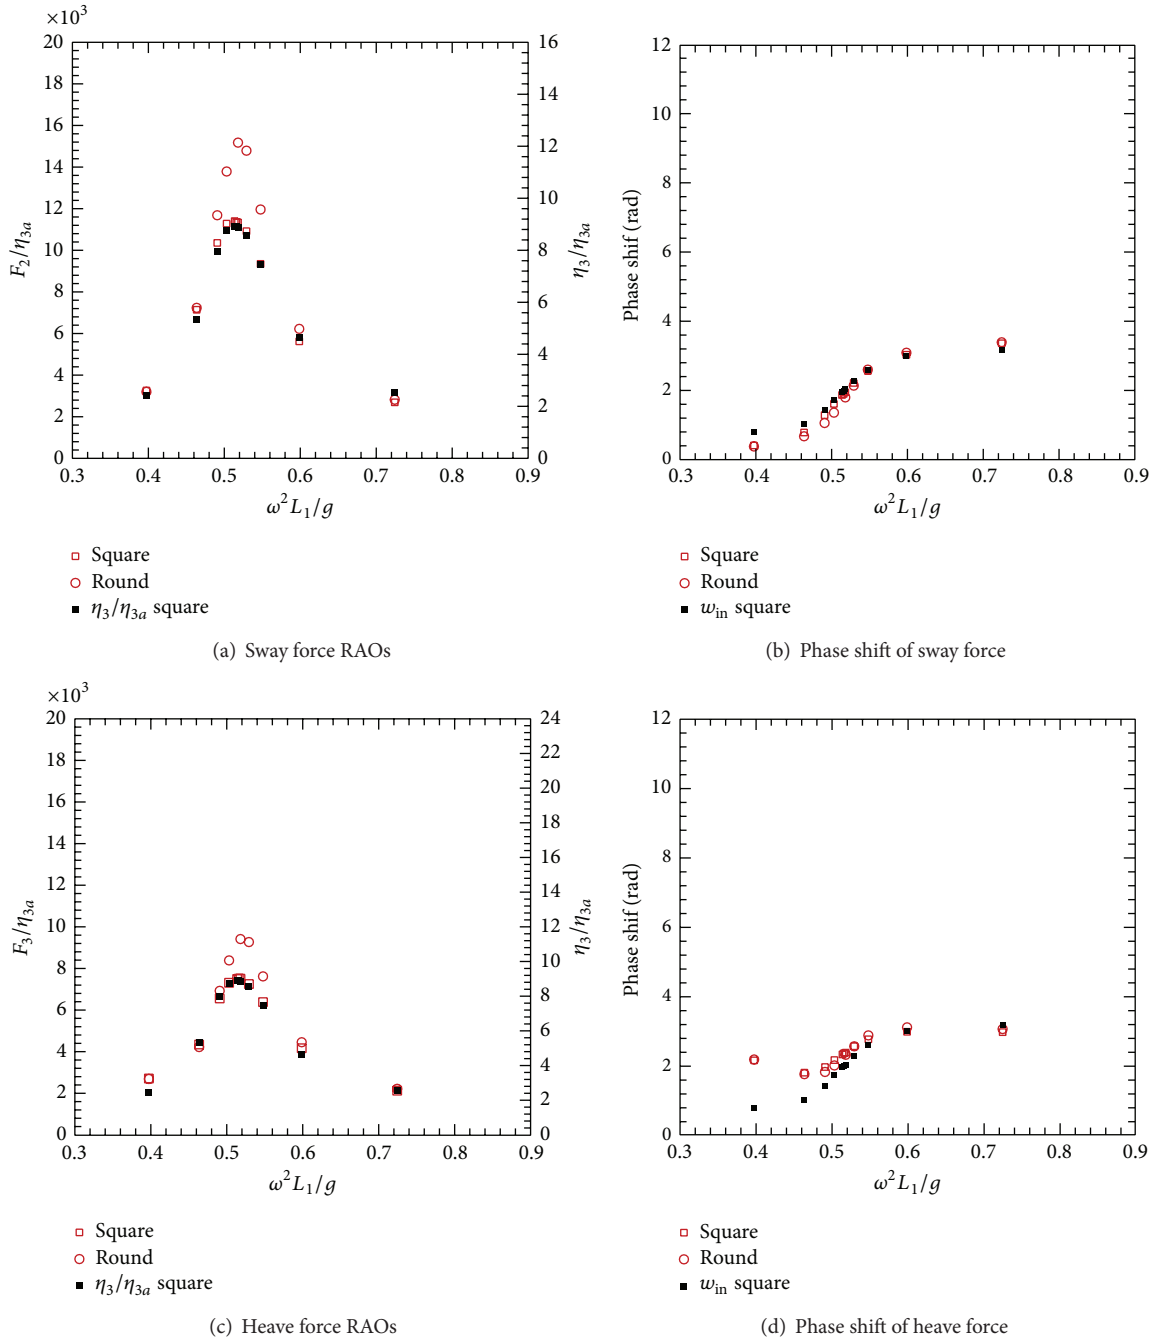 ×10³
20
18
16
14
12
10
8
6
4
2
0
0.3 0.4 0.5 0.6 0.7 0.8 0.9
F₂/η₃ₐ
16
14
12
10
8
6
4
2
0
η₃/η₃ₐ
ω²L₁/g
Square
Round
η₃/η₃ₐ square
(a) Sway force RAOs
12
10
8
6
4
2
0
0.3 0.4 0.5 0.6 0.7 0.8 0.9
Phase shif (rad)
ω²L₁/g
Square
Round
w_in square
(b) Phase shift of sway force
×10³
20
18
16
14
12
10
8
6
4
2
0
0.3 0.4 0.5 0.6 0.7 0.8 0.9
F₃/η₃ₐ
24
22
20
18
16
14
12
10
8
6
4
2
0
η₃/η₃ₐ
ω²L₁/g
Square
Round
η₃/η₃ₐ square
(c) Heave force RAOs
12
10
8
6
4
2
0
0.3 0.4 0.5 0.6 0.7 0.8 0.9
Phase shif (rad)
ω²L₁/g
Square
Round
w_in square
(d) Phase shift of heave force